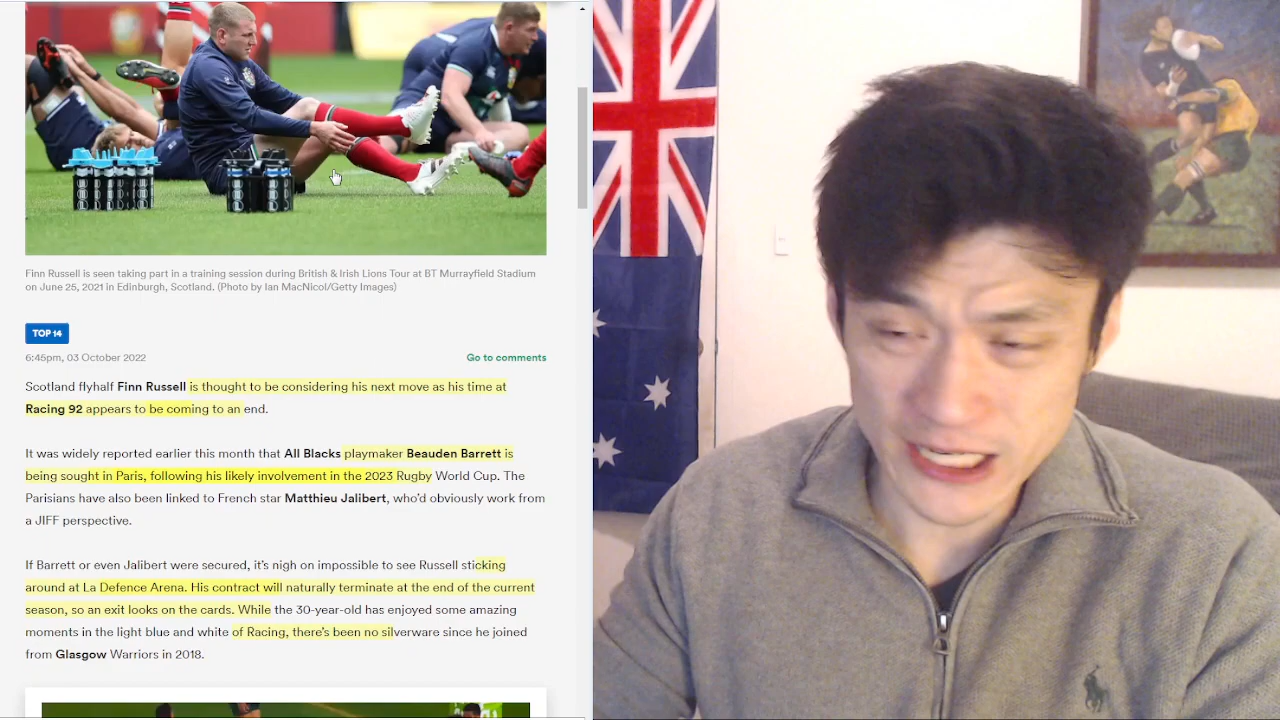 Finn Russell is seen taking part in a training session during British & Irish Lions Tour at BT Murrayfield Stadium
on June 25, 2021 in Edinburgh, Scotland. (Photo by Ian MacNicol/Getty Images)
TOP 14
6:45pm, 03 October 2022
Go to comments
Scotland flyhalf Finn Russell is thought to be considering his next move as his time at
Racing 92 appears to be coming to an end.
It was widely reported earlier this month that All Blacks playmaker Beauden Barrett is
being sought in Paris, following his likely involvement in the 2023 Rugby World Cup. The
Parisians have also been linked to French star Matthieu Jalibert, who'd obviously work from
a JIFF perspective.
If Barrett or even Jalibert were secured, it's nigh on impossible to see Russell sticking
around at La Defence Arena. His contract will naturally terminate at the end of the current
season, so an exit looks on the cards. While the 30-year-old has enjoyed some amazing
moments in the light blue and white of Racing, there's been no silverware since he joined
from Glasgow Warriors in 2018.